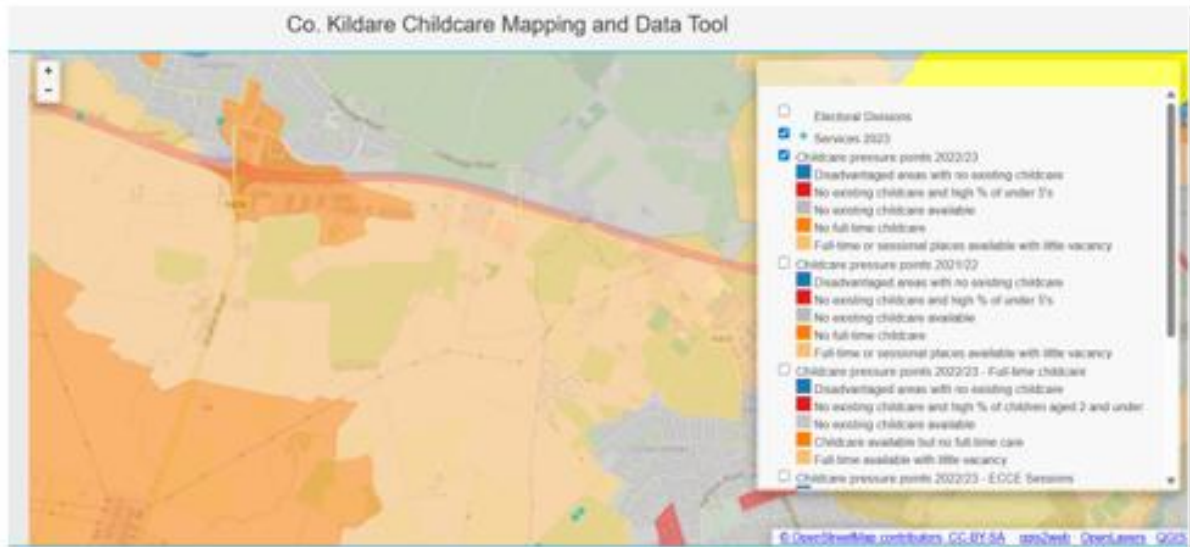 Co. Kildare Childcare Mapping and Data Tool
+
-
Electoral Divisions
Services 2023
Childcare pressure points 2022/23
Disadvantaged areas with no existing childcare
No existing childcare and high % of under 5's
No existing childcare available
No full-time childcare
Full-time or sessional places available with little vacancy
Childcare pressure points 2021/22
Disadvantaged areas with no existing childcare
No existing childcare and high % of under 5's
No existing childcare available
No full-time childcare
Full-time or sessional places available with little vacancy
Childcare pressure points 2022/23 - Full-time childcare
Disadvantaged areas with no existing childcare
No existing childcare and high % of children aged 2 and under
No existing childcare available
Childcare available but no full-time care
Full-time available with little vacancy
Childcare pressure points 2022/23 - ECCE Sessions
© OpenStreetMap contributors, CC-BY-SA qgis2web OpenLayers QGIS